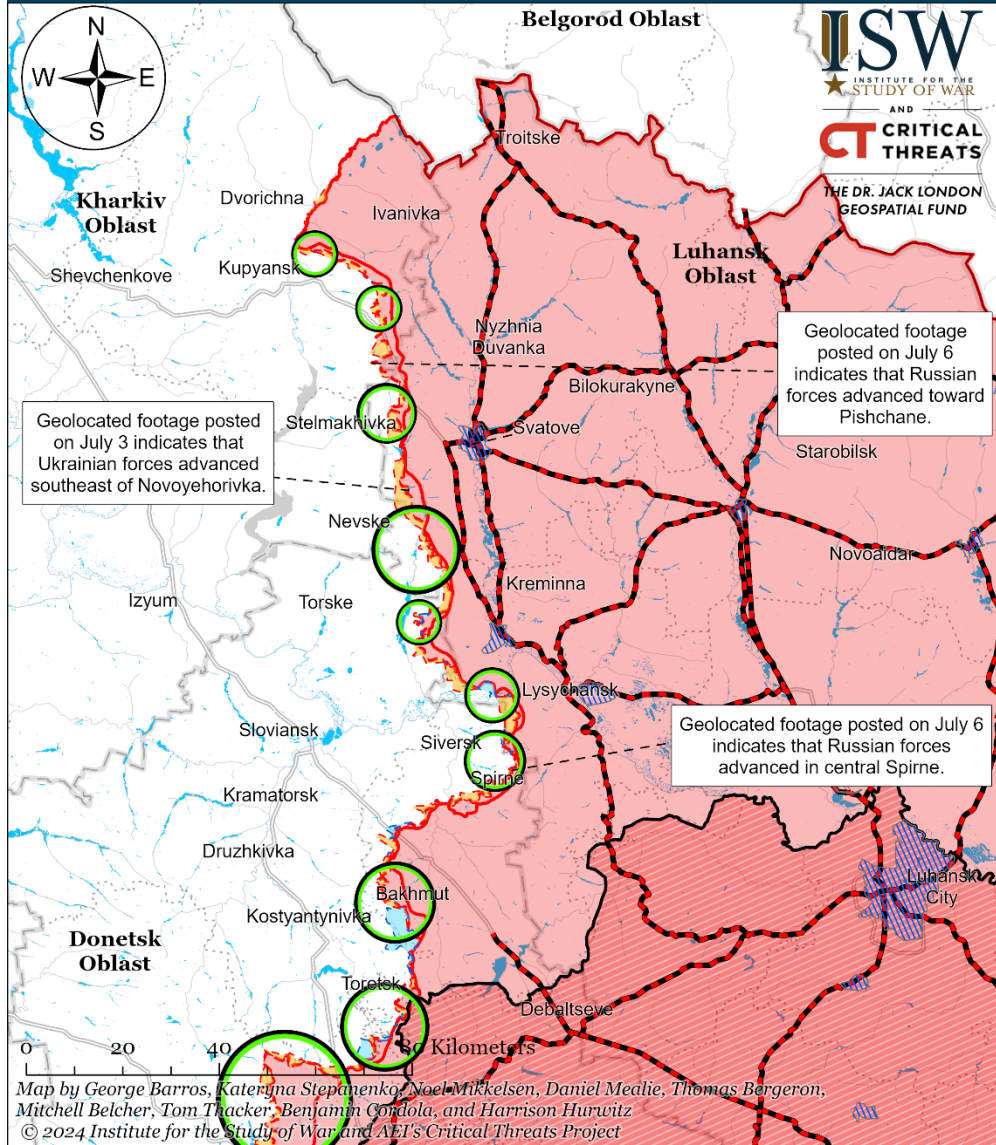 Belgorod Oblast
N
W
E
S
ISW
INSTITUTE FOR THE
STUDY OF WAR
AND
CT CRITICAL
THREATS
THE DR. JACK LONDON
GEOSPATIAL FUND
Troitske
Dvorichna
Kharkiv
Oblast
Ivanivka
Shevchenkove
Kupyansk
Luhansk
Oblast
Nyzhnia
Duvanka
Geolocated footage
posted on July 6
indicates that Russian
forces advanced toward
Pishchane.
Bilokurakyne
Geolocated footage posted
on July 3 indicates that
Ukrainian forces advanced
southeast of Novoyehorivka.
Stelmakhivka
Svatove
Starobilsk
Nevske
Novoaidar
Kreminna
Izyum
Torske
Lysychansk
Sloviansk
Siversk
Spirne
Geolocated footage posted on July 6
indicates that Russian forces
advanced in central Spirne.
Kramatorsk
Druzhkivka
Luhansk
City
Bakhmut
Kostyantynivka
Donetsk
Oblast
Toretsk
Debaltseve
0 20 40 80 Kilometers
Map by George Barros, Kateryna Stepanenko, Noel Mikkelsen, Daniel Mealie, Thomas Bergeron,
Mitchell Belcher, Tom Thacker, Benjamin Cordola, and Harrison Hurwitz
© 2024 Institute for the Study of War and AEI's Critical Threats Project